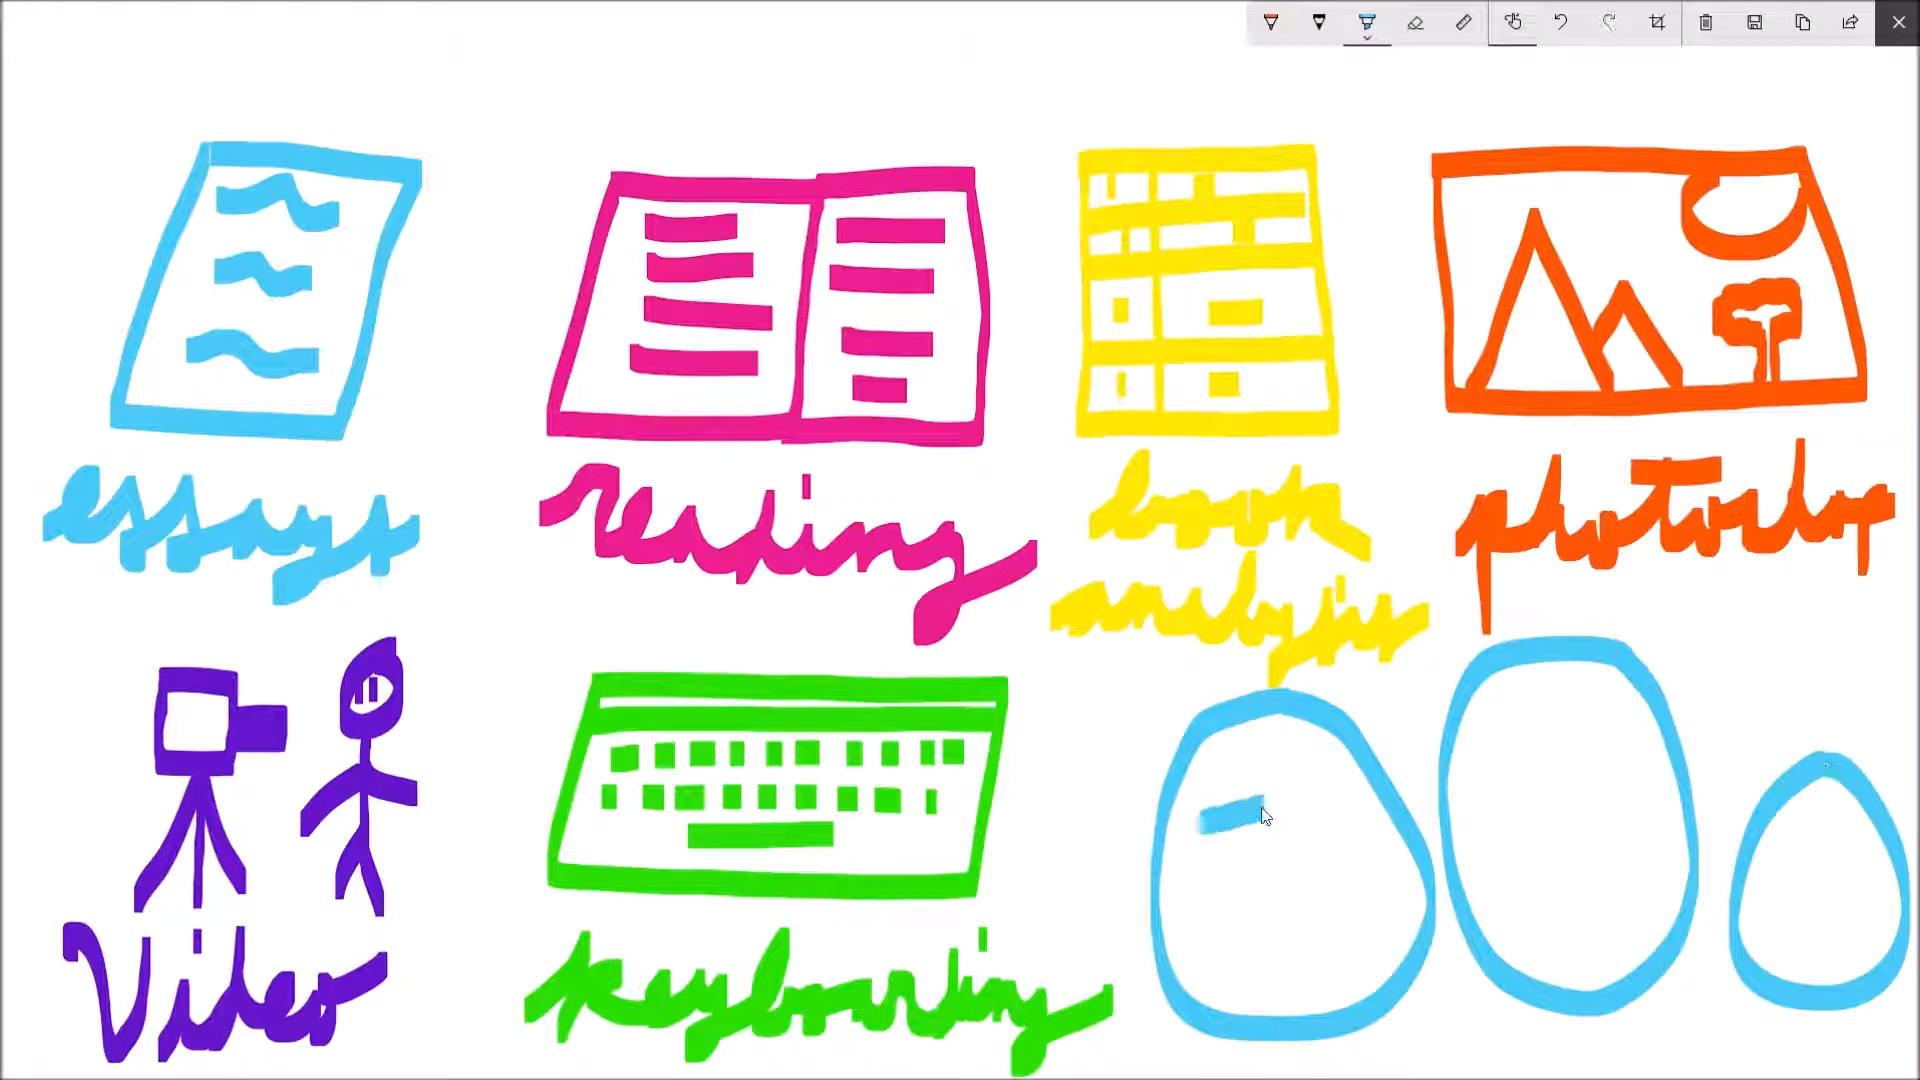 essays
reading
book
analysis
photoshop
Video
keyboarding